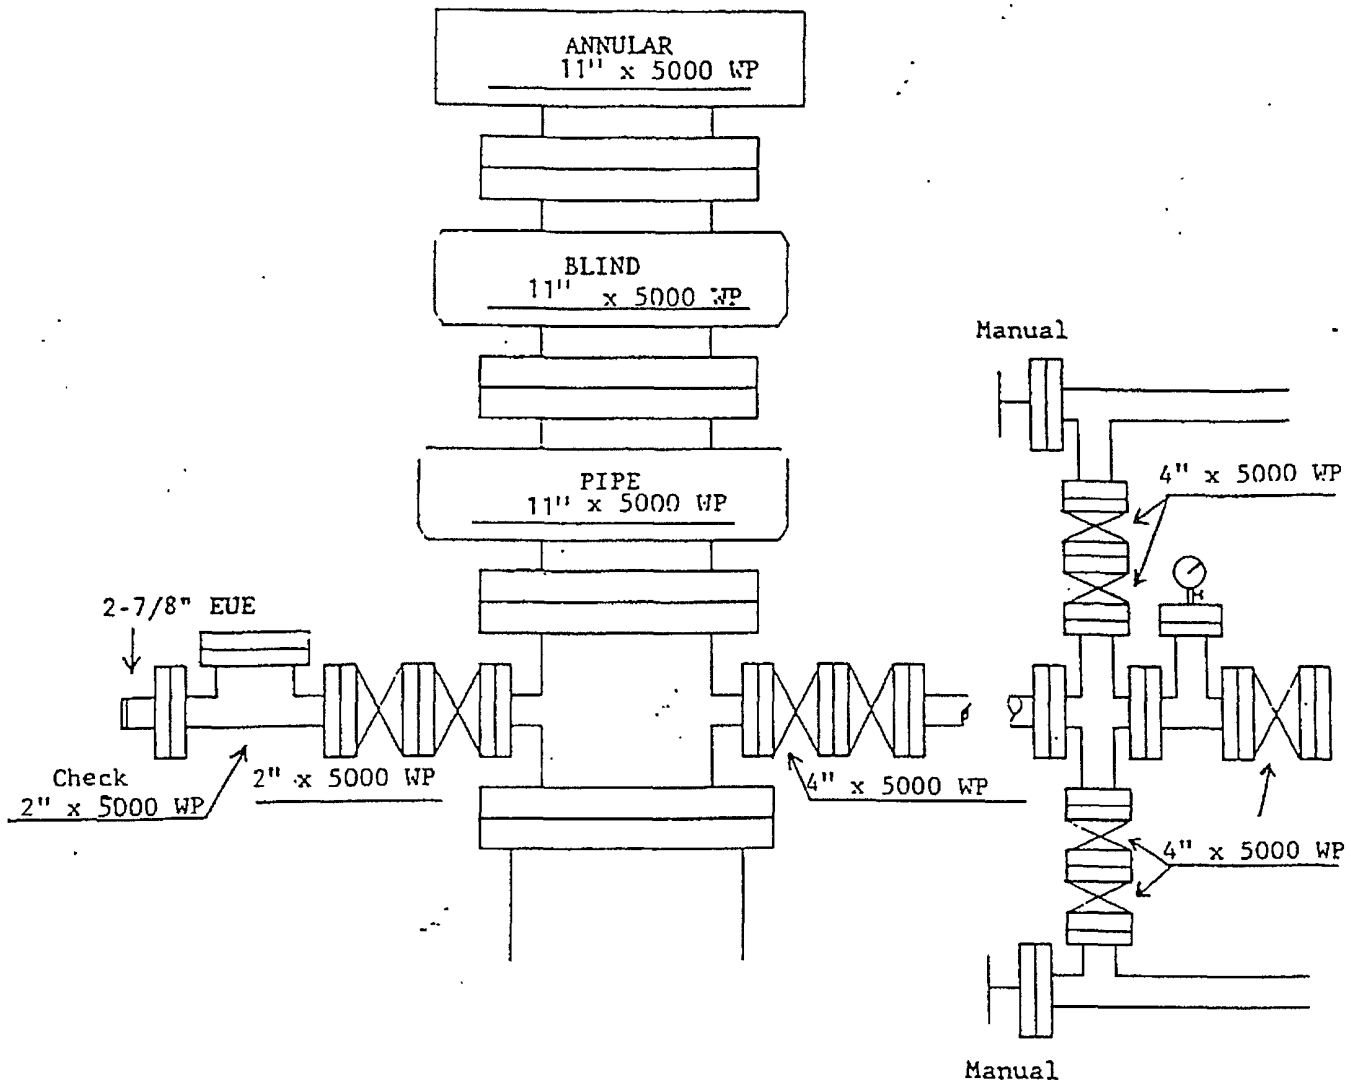 ANNULAR
11" x 5000 WP
BLIND
11" x 5000 WP
Manual
PIPE
11" x 5000 WP
4" x 5000 WP
2-7/8" EUE
Check
2" x 5000 WP
2" x 5000 WP
4" x 5000 WP
4" x 5000 WP
Manual